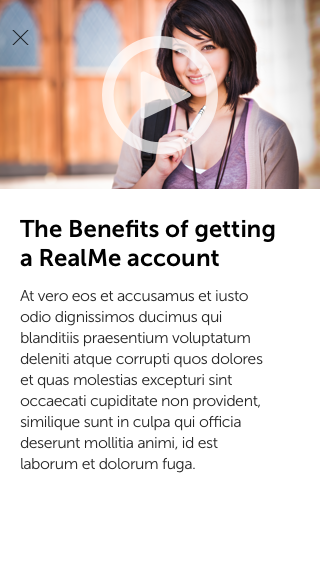 The Benefits of getting
a RealMe account
At vero eos et accusamus et iusto
odio dignissimos ducimus qui
blanditiis praesentium voluptatum
deleniti atque corrupti quos dolores
et quas molestias excepturi sint
occaecati cupiditate non provident,
similique sunt in culpa qui officia
deserunt mollitia animi, id est
laborum et dolorum fuga.